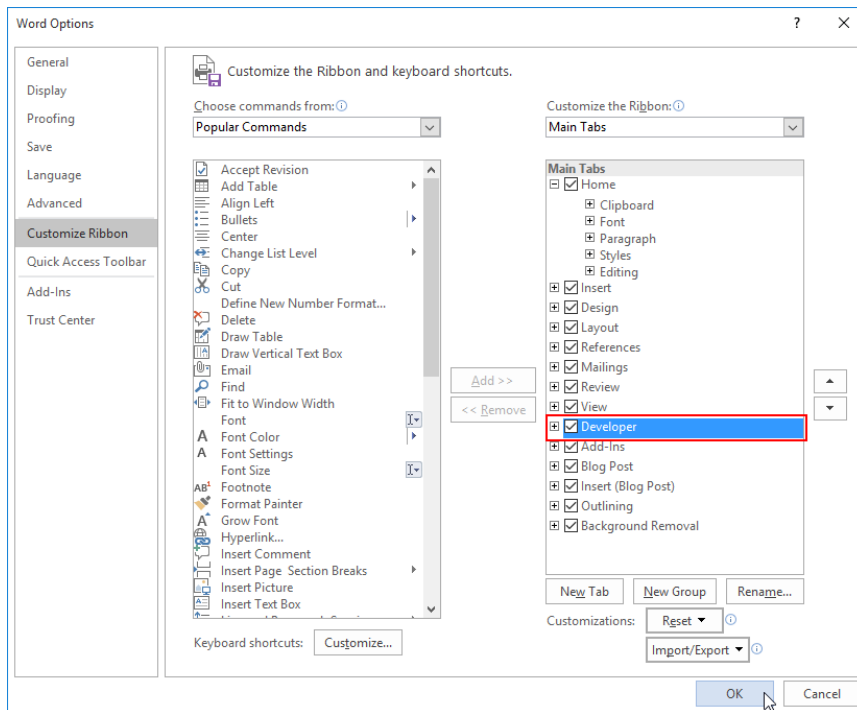 Word Options
?
General
Display
Proofing
Save
Language
Advanced
Customize Ribbon
Quick Access Toolbar
Add-Ins
Trust Center
Customize the Ribbon and keyboard shortcuts.
Choose commands from:
Popular Commands
Accept Revision
Add Table
Align Left
Bullets
Center
Change List Level
Copy
Cut
Define New Number Format...
Delete
Draw Table
Draw Vertical Text Box
Email
Find
Fit to Window Width
Font
Font Color
Font Settings
Font Size
Footnote
Format Painter
Grow Font
Hyperlink...
Insert Comment
Insert Page Section Breaks
Insert Picture
Insert Text Box
Keyboard shortcuts: Customize...
Add >>
<< Remove
Customize the Ribbon:
Main Tabs
Main Tabs
Home
Clipboard
Font
Paragraph
Styles
Editing
Insert
Design
Layout
References
Mailings
Review
View
Developer
Add-Ins
Blog Post
Insert (Blog Post)
Outlining
Background Removal
New Tab New Group Rename...
Customizations: Reset
Import/Export
OK Cancel